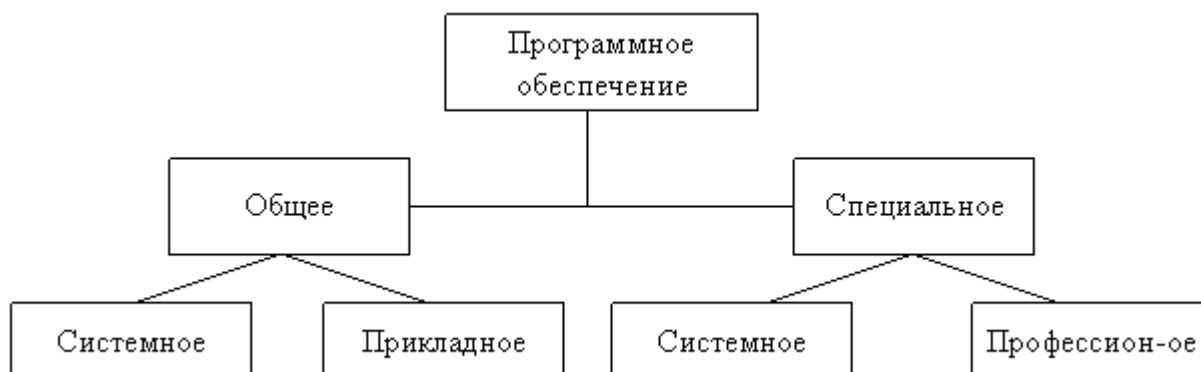 Программное
обеспечение
Общее
Специальное
Системное
Прикладное
Системное
Профессион-ое